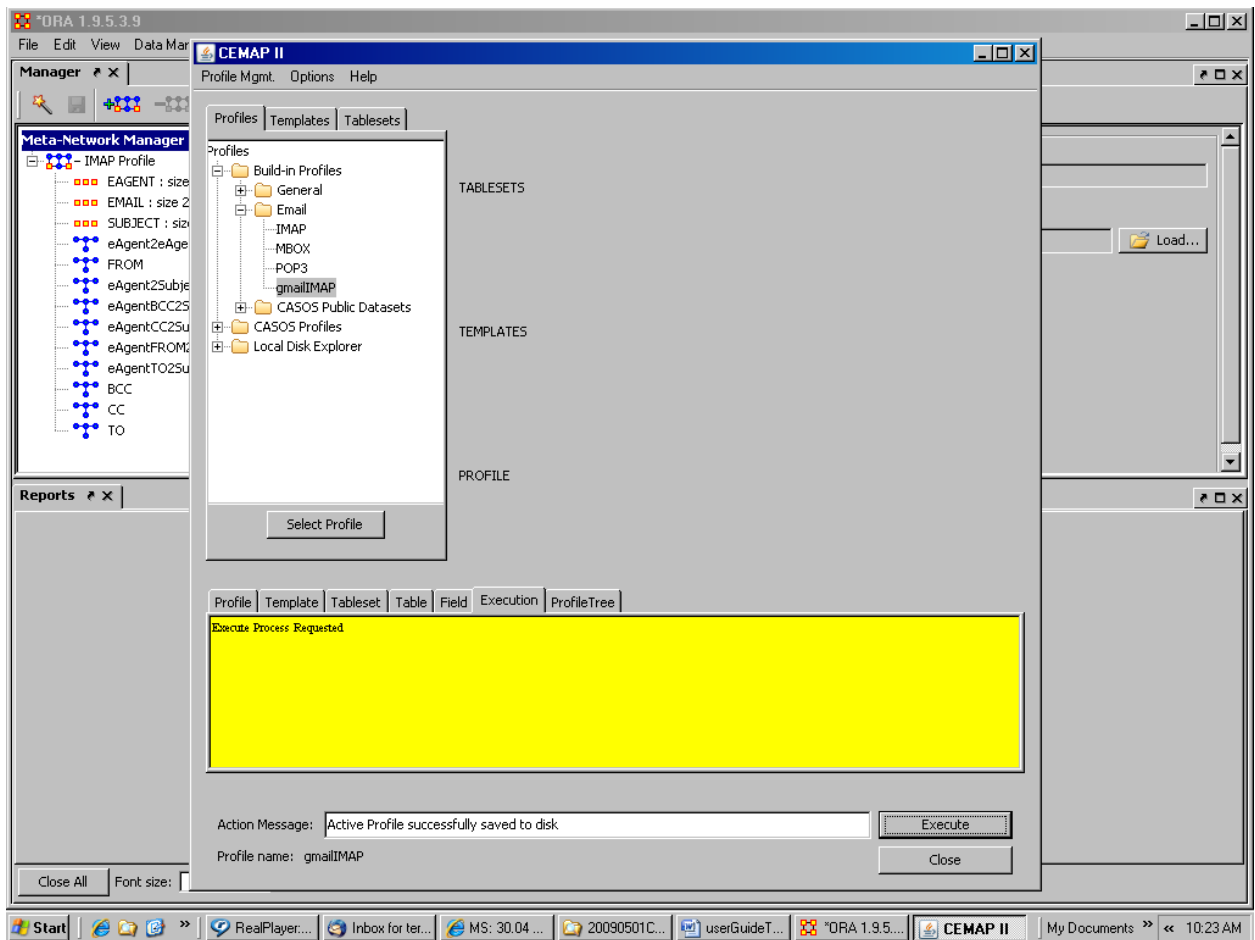 *ORA 1.9.5.3.9
File Edit View Data Mar
Manager
Meta-Network Manager
IMAP Profile
EAGENT : size
EMAIL : size 2
SUBJECT : size
eAgent2eAge
FROM
eAgent2Subje
eAgentBCC2S
eAgentCC2Su
eAgentFROM2
eAgentTO2Su
BCC
CC
TO
Load...
Reports
Close All Font size:
CEMAP II
Profile Mgmt. Options Help
Profiles Templates Tablesets
Profiles
Build-in Profiles
General
Email
IMAP
MBOX
POP3
gmailIMAP
CASOS Public Datasets
CASOS Profiles
Local Disk Explorer
Select Profile
TABLESETS
TEMPLATES
PROFILE
Profile Template Tableset Table Field Execution ProfileTree
Execute Process Requested
Action Message: Active Profile successfully saved to disk Execute
Profile name: gmailIMAP Close
Start » RealPlayer:... Inbox for ter... MS: 30.04 ... 20090501C... userGuideT... *ORA 1.9.5.... CEMAP II My Documents » « 10:23 AM